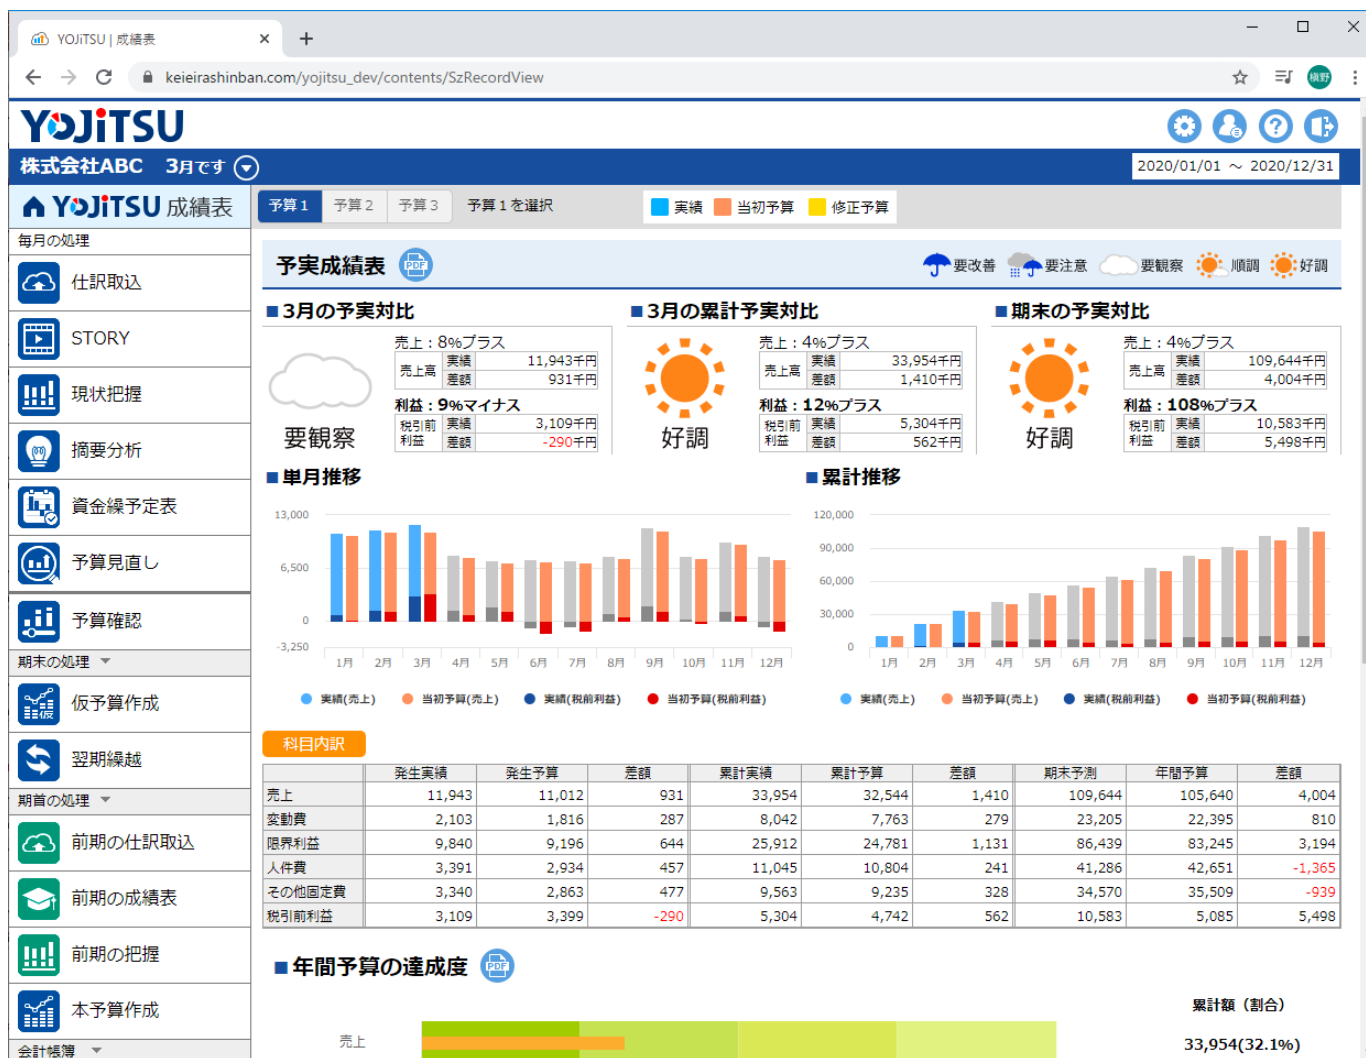 YOJiTSU | 成績表
keieirashinban.com/yojitsu_dev/contents/SzRecordView
横野
YOJiTSU
株式会社ABC 3月です
2020/01/01 ～ 2020/12/31
YOJiTSU 成績表
予算1 予算2 予算3 予算1を選択 実績 当初予算 修正予算
毎月の処理
仕訳取込
STORY
現状把握
摘要分析
資金繰予定表
予算見直し
予算確認
期末の処理
仮予算作成
翌期繰越
期首の処理
前期の仕訳取込
前期の成績表
前期の把握
本予算作成
会計帳簿
予実成績表 PDF 要改善 要注意 要観察 順調 好調
■3月の予実対比
要観察
売上：8%プラス
売上高 実績 11,943千円
差額 931千円
利益：9%マイナス
税引前利益 実績 3,109千円
差額 -290千円
■3月の累計予実対比
好調
売上：4%プラス
売上高 実績 33,954千円
差額 1,410千円
利益：12%プラス
税引前利益 実績 5,304千円
差額 562千円
■期末の予実対比
好調
売上：4%プラス
売上高 実績 109,644千円
差額 4,004千円
利益：108%プラス
税引前利益 実績 10,583千円
差額 5,498千円
■単月推移
13,000
6,500
0
-3,250
1月 2月 3月 4月 5月 6月 7月 8月 9月 10月 11月 12月
実績(売上) 当初予算(売上) 実績(税前利益) 当初予算(税前利益)
■累計推移
120,000
90,000
60,000
30,000
0
1月 2月 3月 4月 5月 6月 7月 8月 9月 10月 11月 12月
実績(売上) 当初予算(売上) 実績(税前利益) 当初予算(税前利益)
科目内訳
発生実績 発生予算 差額 累計実績 累計予算 差額 期末予測 年間予算 差額
売上 11,943 11,012 931 33,954 32,544 1,410 109,644 105,640 4,004
変動費 2,103 1,816 287 8,042 7,763 279 23,205 22,395 810
限界利益 9,840 9,196 644 25,912 24,781 1,131 86,439 83,245 3,194
人件費 3,391 2,934 457 11,045 10,804 241 41,286 42,651 -1,365
その他固定費 3,340 2,863 477 9,563 9,235 328 34,570 35,509 -939
税引前利益 3,109 3,399 -290 5,304 4,742 562 10,583 5,085 5,498
■年間予算の達成度 PDF
累計額（割合）
売上 33,954(32.1%)